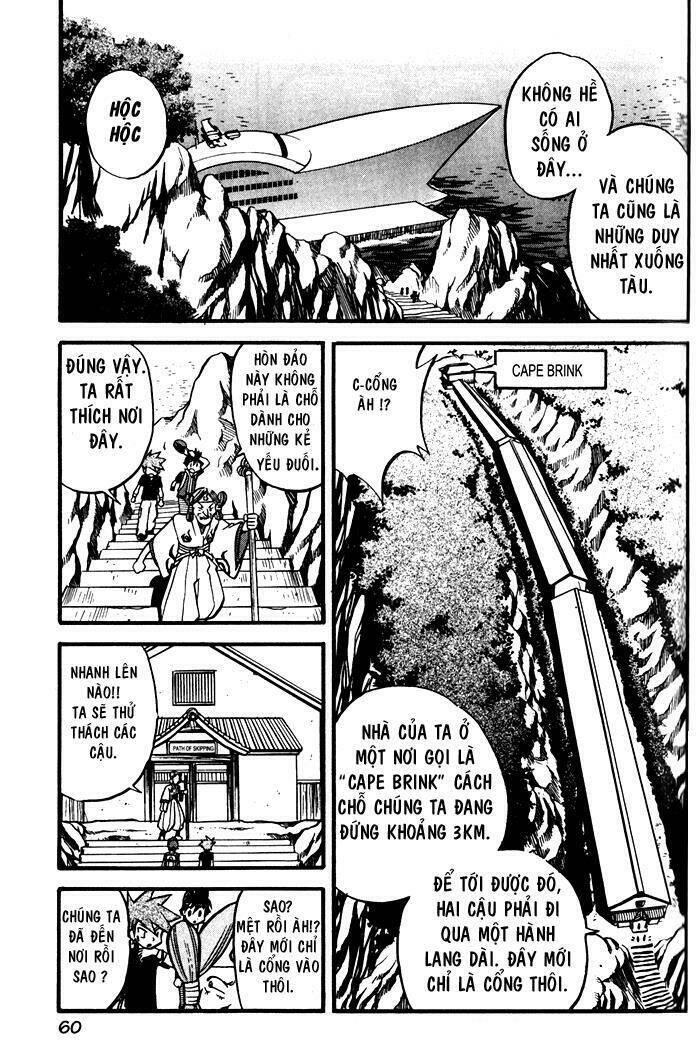 KHÔNG HỀ
CÓ AI
SỐNG Ở
ĐÂY...
VÀ CHÚNG
TA CŨNG LÀ
NHỮNG DUY
NHẤT XUỐNG
TÀU.
HỘC
HỘC
HÒN ĐẢO
NÀY KHÔNG
PHẢI LÀ CHỖ
DÀNH CHO
NHỮNG KẺ
YẾU ĐUỐI.
ĐÚNG VẬY.
TA RẤT
THÍCH NƠI
ĐÂY.
NHANH LÊN
NÀO!!
TA SẼ THỬ
THÁCH CÁC
CẬU.
PATH OF SKIPPING
CHÚNG TA
ĐÃ ĐẾN
NƠI RỒI
SAO ?
SAO?
MỆT RỒI ÀH!?
ĐÂY MỚI CHỈ
LÀ CỔNG VÀO
THÔI.
CAPE BRINK
C-CỔNG
ÀH !?
NHÀ CỦA TA Ở
MỘT NƠI GỌI LÀ
“CAPE BRINK” CÁCH
CHỖ CHÚNG TA ĐANG
ĐỨNG KHOẢNG 3KM.
ĐỂ TỚI ĐƯỢC ĐÓ,
HAI CẬU PHẢI ĐI
QUA MỘT HÀNH
LANG DÀI. ĐÂY MỚI
CHỈ LÀ CỔNG THÔI.
60